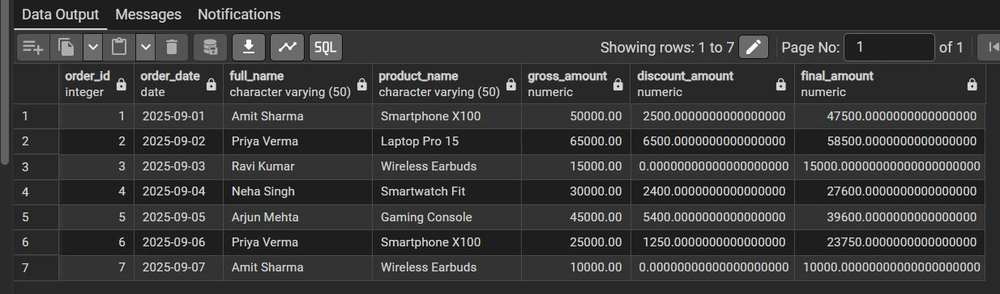 Data Output Messages Notifications
SQL Showing rows: 1 to 7 Page No: 1 of 1
order_id order_date full_name product_name gross_amount discount_amount final_amount
integer date character varying (50) character varying (50) numeric numeric numeric
1 1 2025-09-01 Amit Sharma Smartphone X100 50000.00 2500.0000000000000000 47500.0000000000000000
2 2 2025-09-02 Priya Verma Laptop Pro 15 65000.00 6500.0000000000000000 58500.0000000000000000
3 3 2025-09-03 Ravi Kumar Wireless Earbuds 15000.00 0.00000000000000000000 15000.00000000000000000000
4 4 2025-09-04 Neha Singh Smartwatch Fit 30000.00 2400.0000000000000000 27600.0000000000000000
5 5 2025-09-05 Arjun Mehta Gaming Console 45000.00 5400.0000000000000000 39600.0000000000000000
6 6 2025-09-06 Priya Verma Smartphone X100 25000.00 1250.0000000000000000 23750.0000000000000000
7 7 2025-09-07 Amit Sharma Wireless Earbuds 10000.00 0.00000000000000000000 10000.00000000000000000000